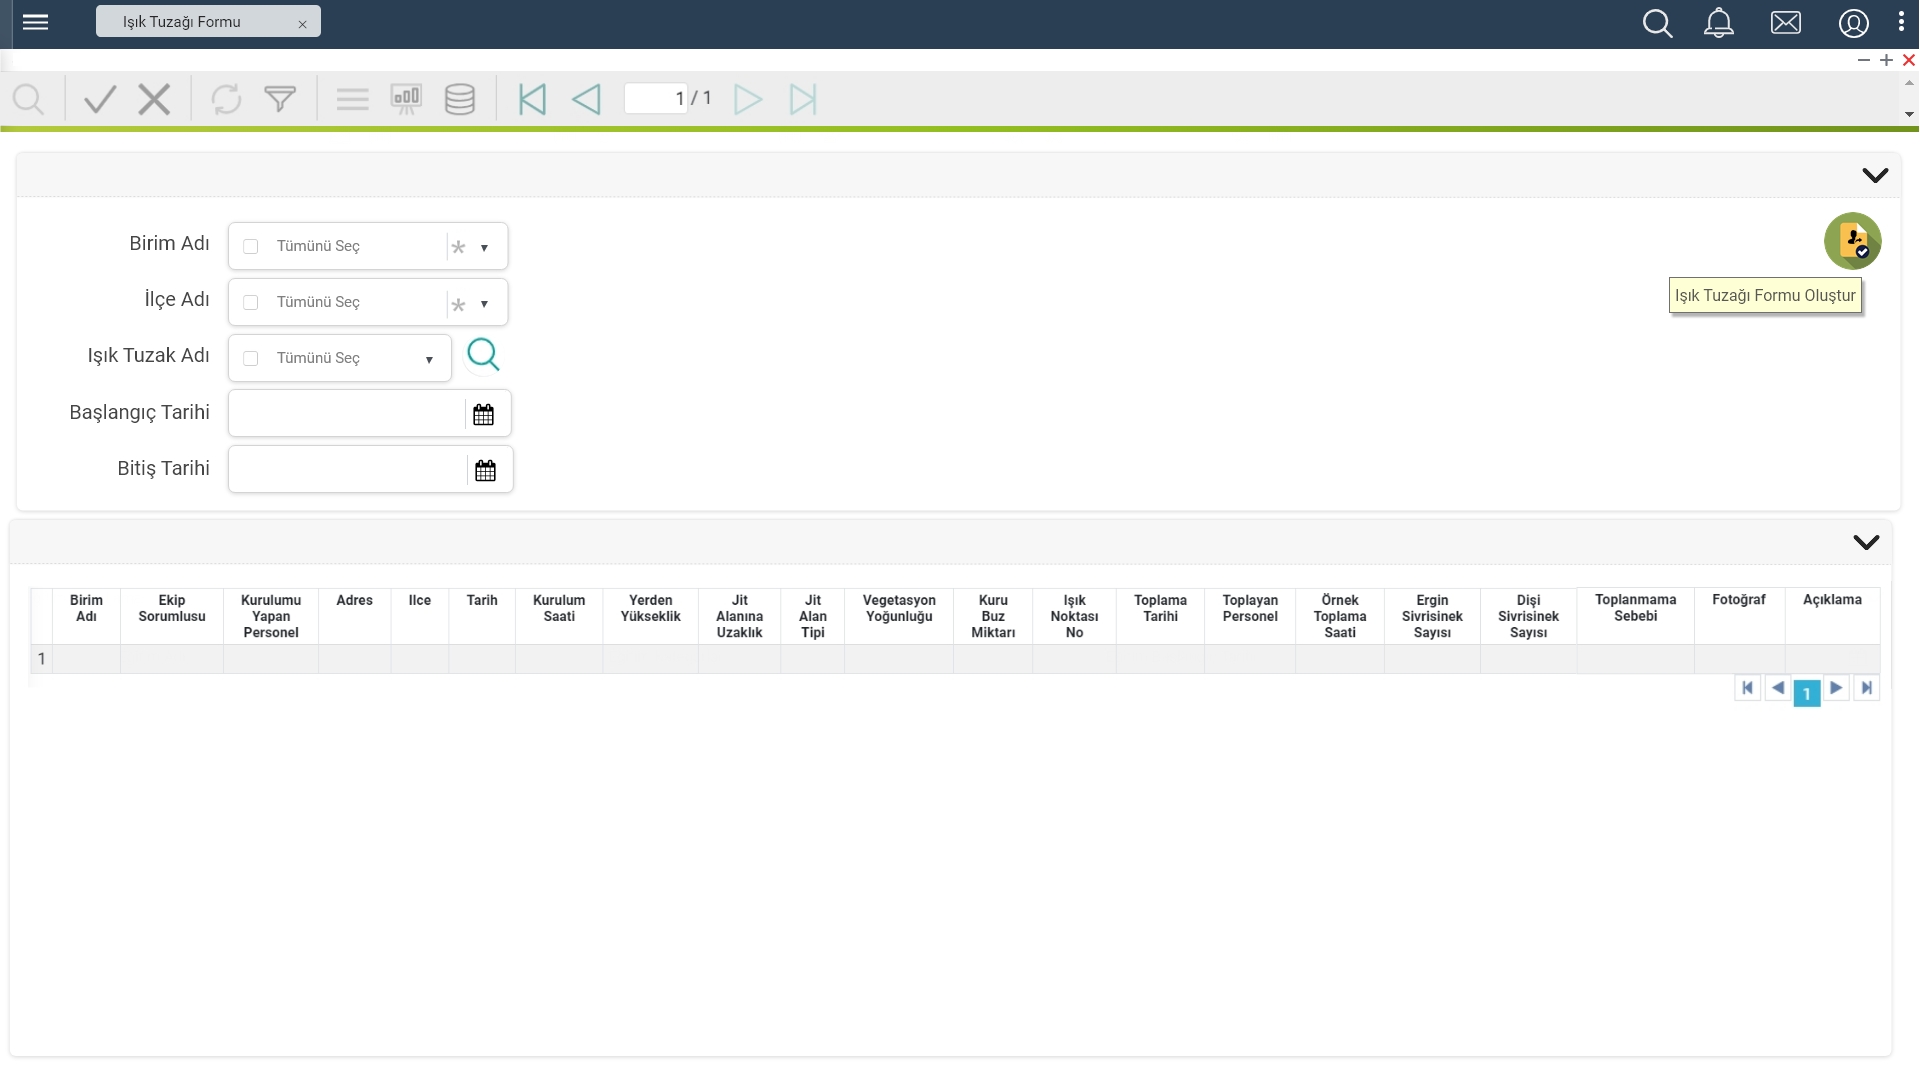 Işık Tuzağı Formu
1 / 1
Birim Adı
Tümünü Seç
Işık Tuzağı Formu Oluştur
İlçe Adı
Tümünü Seç
Işık Tuzak Adı
Tümünü Seç
Başlangıç Tarihi
Bitiş Tarihi
Birim Adı
Ekip Sorumlusu
Kurulumu Yapan Personel
Adres
Ilce
Tarih
Kurulum Saati
Yerden Yükseklik
Jit Alanına Uzaklık
Jit Alan Tipi
Vegetasyon Yoğunluğu
Kuru Buz Miktarı
Işık Noktası No
Toplama Tarihi
Toplayan Personel
Örnek Toplama Saati
Ergin Sivrisinek Sayısı
Dişi Sivrisinek Sayısı
Toplanmama Sebebi
Fotoğraf
Açıklama
1
1